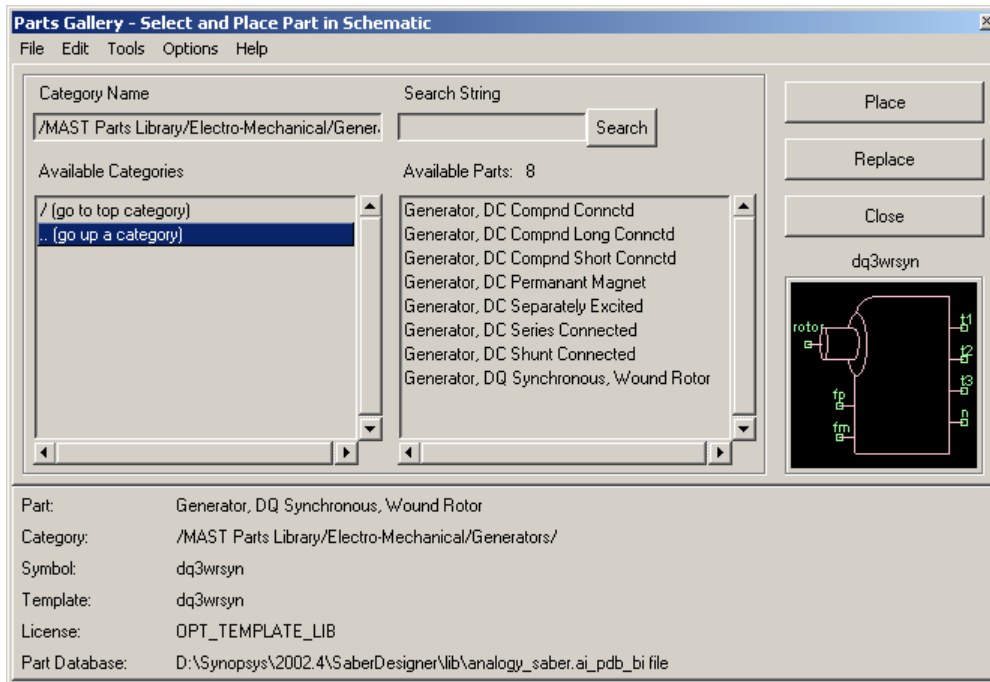 Parts Gallery - Select and Place Part in Schematic
File Edit Tools Options Help
Category Name
/MAST Parts Library/Electro-Mechanical/Gener
Available Categories
/ (go to top category)
.. (go up a category)
Search String
Search
Available Parts: 8
Generator, DC Compnd Connctd
Generator, DC Compnd Long Connctd
Generator, DC Compnd Short Connctd
Generator, DC Permanant Magnet
Generator, DC Separately Excited
Generator, DC Series Connected
Generator, DC Shunt Connected
Generator, DQ Synchronous, Wound Rotor
Place
Replace
Close
dq3wrsyn
rotor
t1
t2
t3
fp
n
fm
Part: Generator, DQ Synchronous, Wound Rotor
Category: /MAST Parts Library/Electro-Mechanical/Generators/
Symbol: dq3wrsyn
Template: dq3wrsyn
License: OPT_TEMPLATE_LIB
Part Database: D:\Synopsys\2002.4\SaberDesigner\lib\analogy_saber.ai_pdb_bi file